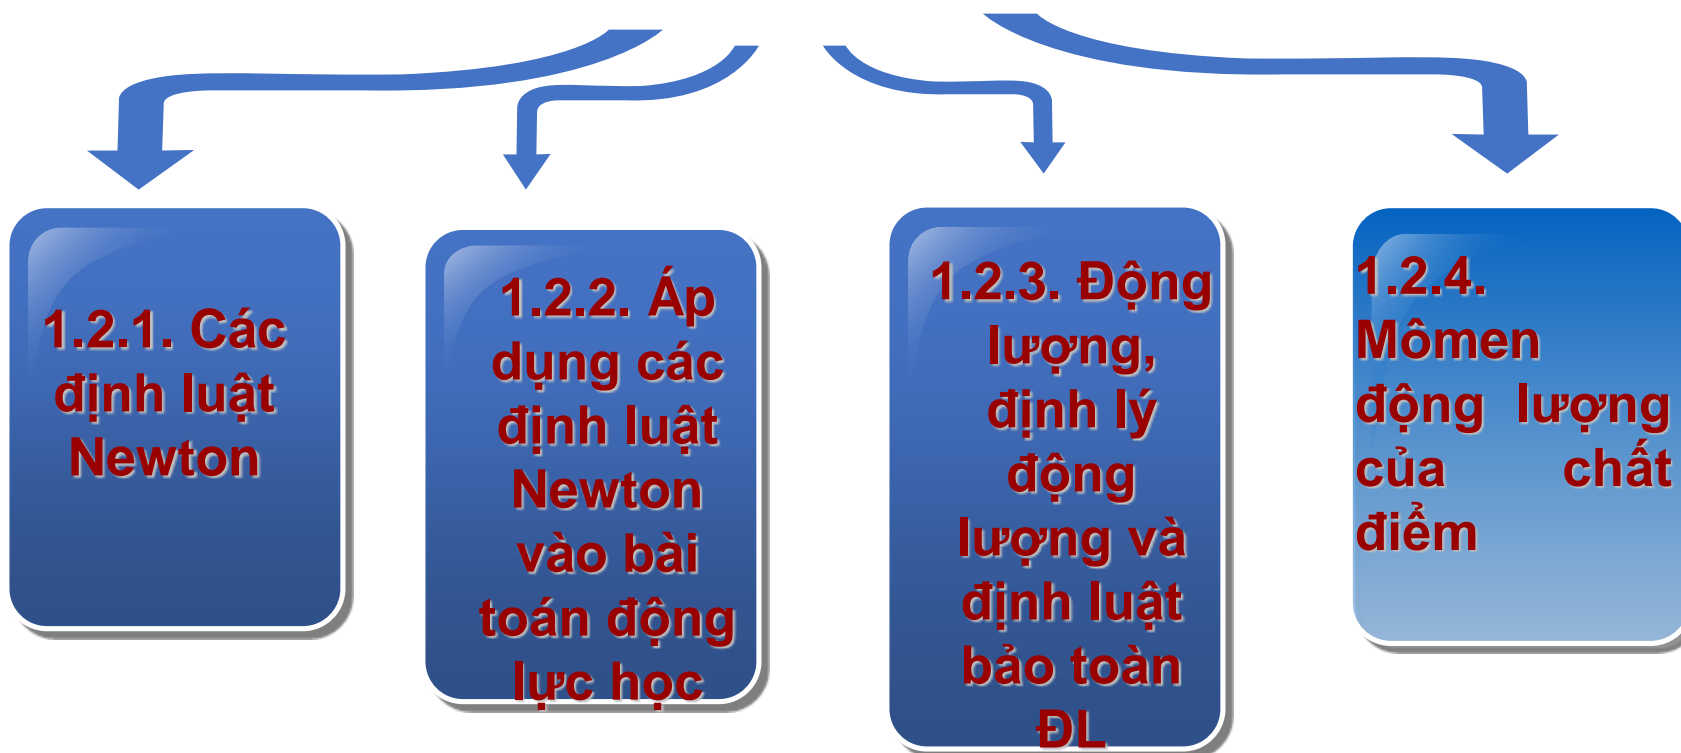 1.2.1. Các
định luật
Newton
1.2.2. Áp
dụng các
định luật
Newton
vào bài
toán động
lực học
1.2.3. Động
lượng,
định lý
động
lượng và
định luật
bảo toàn
ĐL
1.2.4.
Mômen
động lượng
của chất
điểm